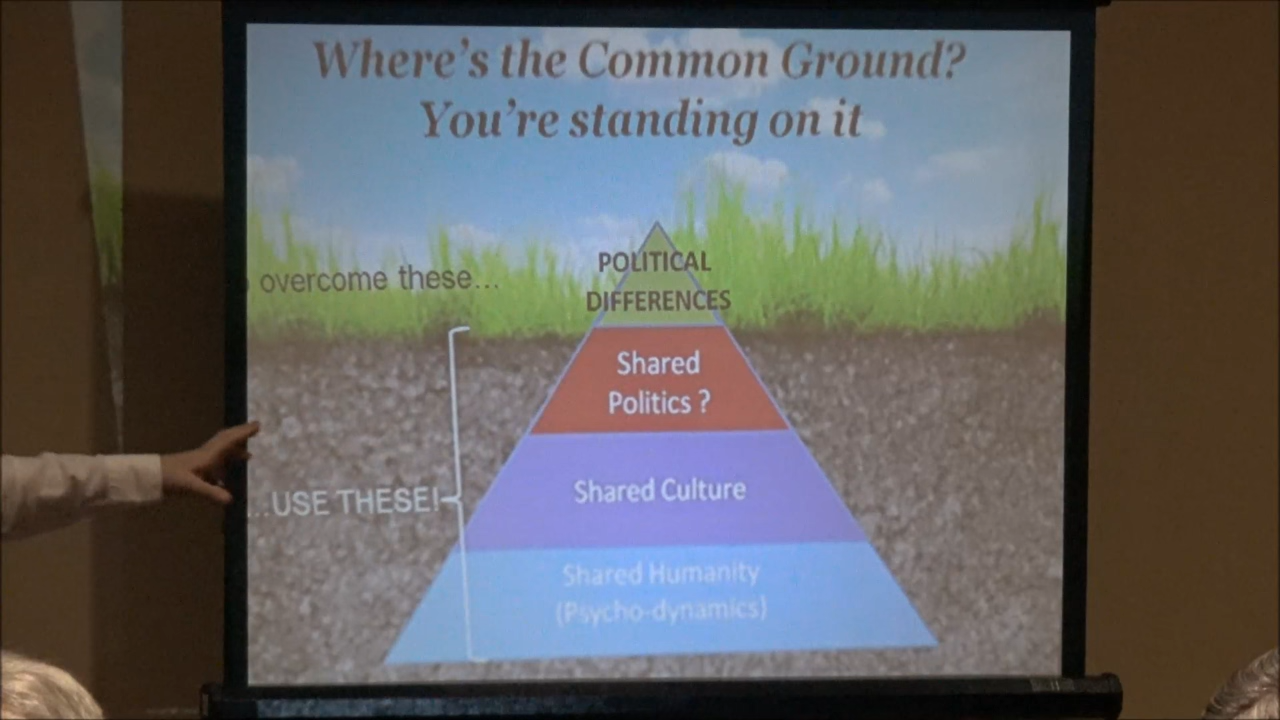 Where's the Common Ground?
You're standing on it
overcome these...
POLITICAL
DIFFERENCES
Shared
Politics ?
...USE THESE!
Shared Culture
Shared Humanity
(Psycho-dynamics)